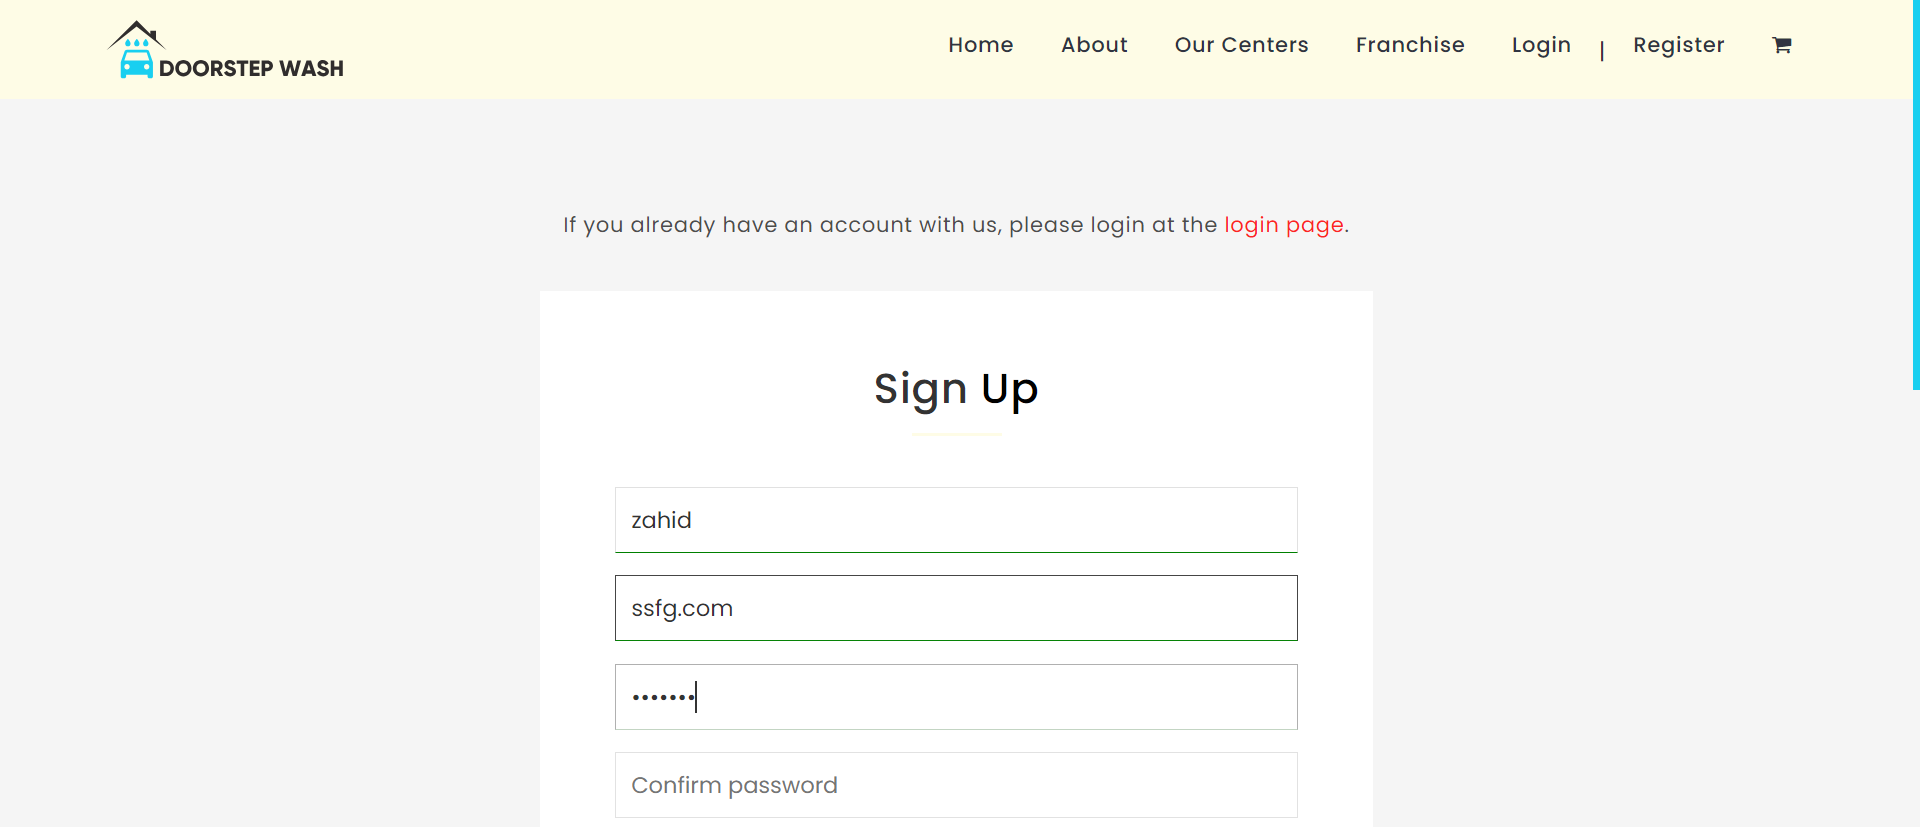 DOORSTEP WASH
Home About Our Centers Franchise Login | Register
If you already have an account with us, please login at the login page.
Sign Up
zahid
ssfg.com
•••••••
Confirm password